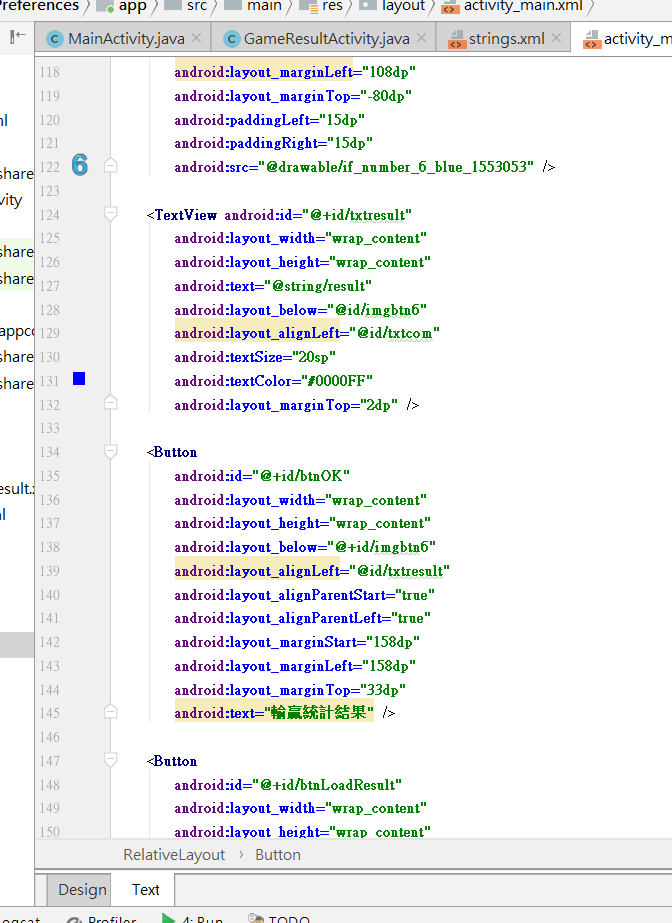 Preferences app src main res layout activity_main.xml
MainActivity.java GameResultActivity.java strings.xml activity_m
118 android:layout_marginLeft="108dp"
119 android:layout_marginTop="-80dp"
120 android:paddingLeft="15dp"
121 android:paddingRight="15dp"
122 android:src="@drawable/if_number_6_blue_1553053" />
123
124 <TextView android:id="@+id/txtresult"
125 android:layout_width="wrap_content"
126 android:layout_height="wrap_content"
127 android:text="@string/result"
128 android:layout_below="@id/imgbtn6"
129 android:layout_alignLeft="@id/txtcom"
130 android:textSize="20sp"
131 android:textColor="#0000FF"
132 android:layout_marginTop="2dp" />
133
134 <Button
135 android:id="@+id/btnOK"
136 android:layout_width="wrap_content"
137 android:layout_height="wrap_content"
138 android:layout_below="@+id/imgbtn6"
139 android:layout_alignLeft="@id/txtresult"
140 android:layout_alignParentStart="true"
141 android:layout_alignParentLeft="true"
142 android:layout_marginStart="158dp"
143 android:layout_marginLeft="158dp"
144 android:layout_marginTop="33dp"
145 android:text="輸贏統計結果" />
146
147 <Button
148 android:id="@+id/btnLoadResult"
149 android:layout_width="wrap_content"
150 android:layout_height="wrap_content"
ml
share
vity
share
share
appco
share
share
esult.x
ml
6
RelativeLayout › Button
Design Text
ogcat Profiler 4: Run TODO